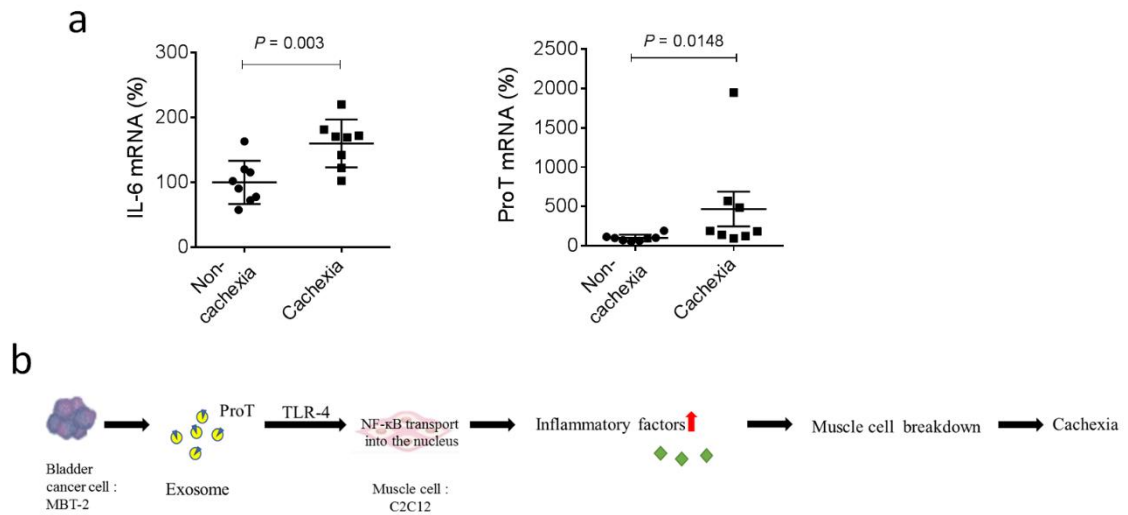 a
P = 0.003
IL-6 mRNA (%)
300
200
100
0
Non-
cachexia
Cachexia
P = 0.0148
ProT mRNA (%)
2500
2000
1500
1000
500
0
Non-
cachexia
Cachexia
b
ProT
TLR-4
NF-κB transport
into the nucleus
Inflammatory factors
Muscle cell breakdown
Cachexia
Bladder
cancer cell :
MBT-2
Exosome
Muscle cell :
C2C12